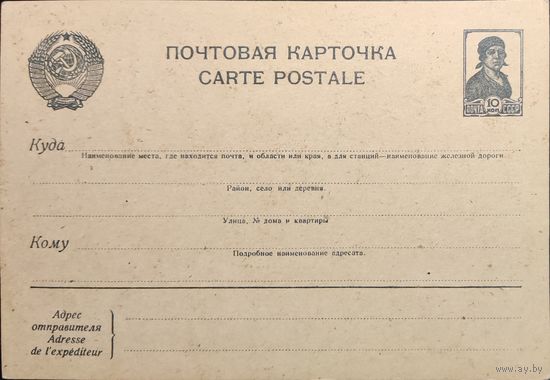 ПОЧТОВАЯ КАРТОЧКА
CARTE POSTALE
ПОЧТА 10 КОП. СССР
Куда
Наименование места, где находится почта, и области или края, а для станций—наименование железной дороги.
Район, село или деревня.
Улица, № дома и квартиры
Кому
Подробное наименование адресата.
Адрес
отправителя
Adresse
de l'expéditeur
www.ay.by